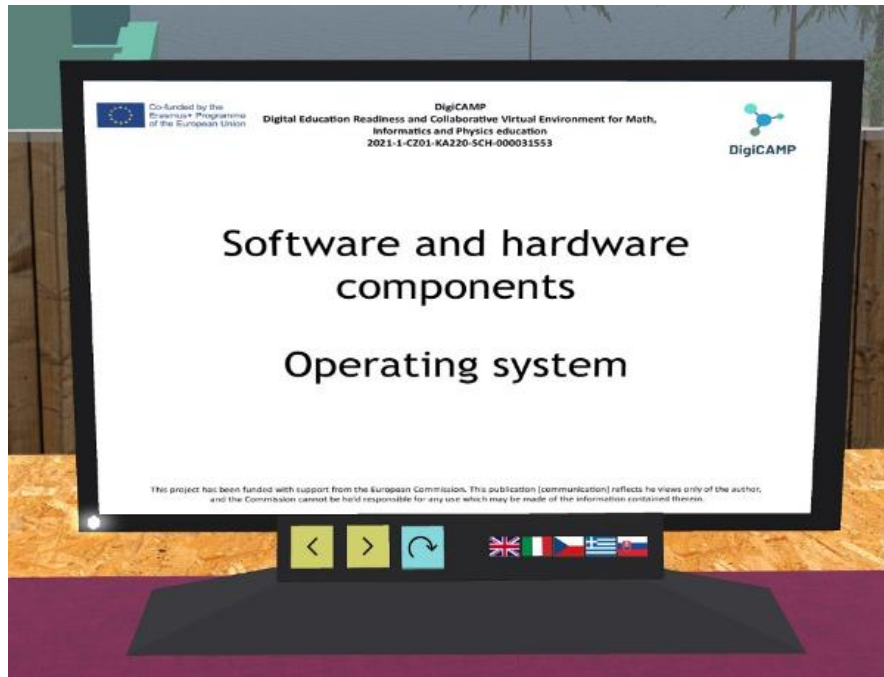 Co-funded by the
Erasmus+ Programme
of the European Union
DigiCAMP
Digital Education Readiness and Collaborative Virtual Environment for Math,
Informatics and Physics education
2021-1-CZ01-KA220-SCH-000031553
DigiCAMP
Software and hardware
components
Operating system
This project has been funded with support from the European Commission. This publication [communication] reflects he views only of the author,
and the Commission cannot be held responsible for any use which may be made of the information contained therein.